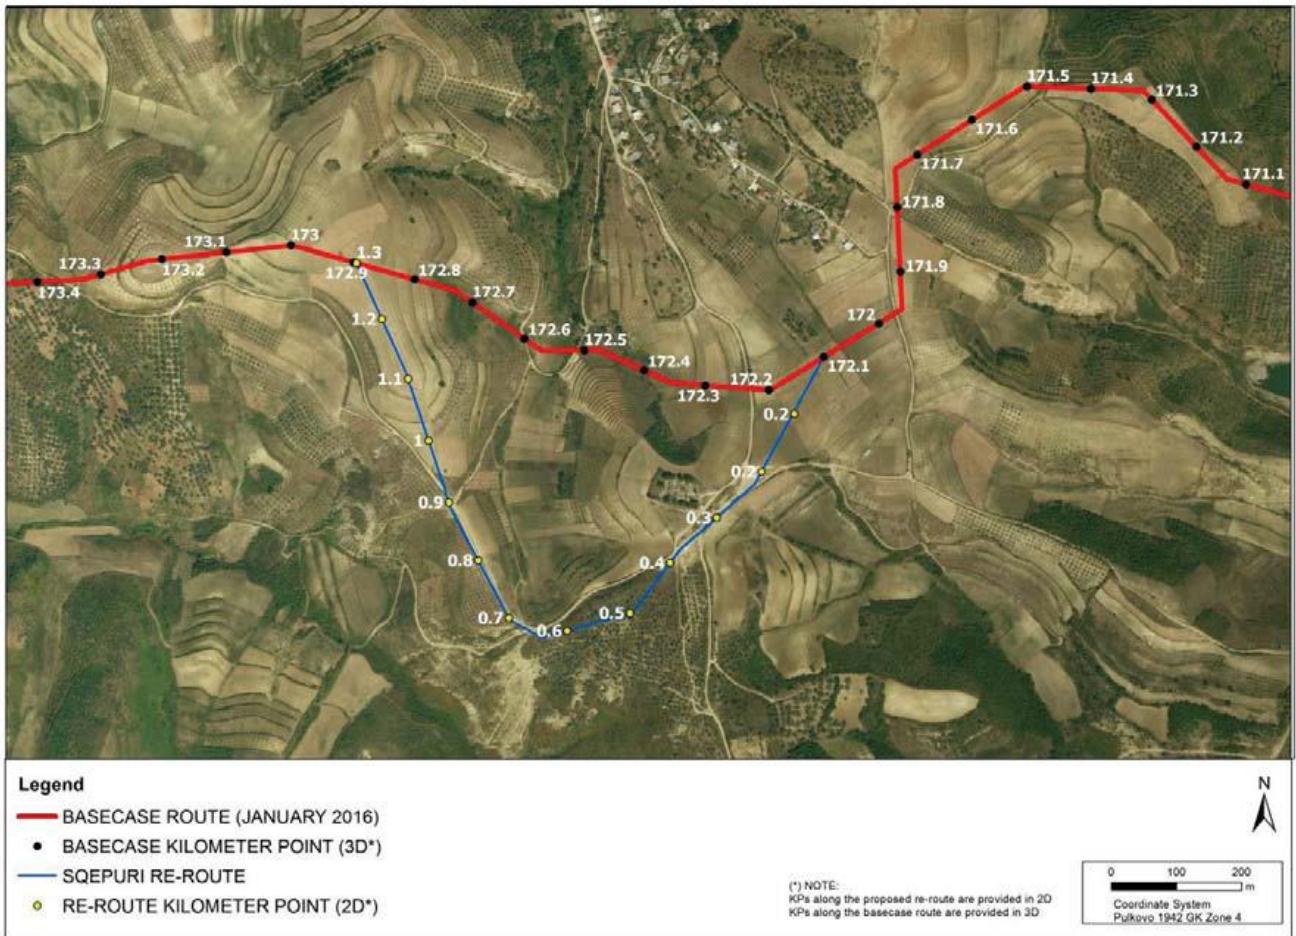 171.5
171.4
171.3
171.6
171.2
171.7
171.1
171.8
173.1
173
1.3
173.3
173.2
172.9
172.8
171.9
173.4
172.7
1.2
172
172.6
172.5
172.4
172.1
1.1
172.3
172.2
0.2
1
0.2
0.9
0.3
0.8
0.4
0.7
0.6
0.5
Legend
BASECASE ROUTE (JANUARY 2016)
BASECASE KILOMETER POINT (3D*)
SQEPURI RE-ROUTE
RE-ROUTE KILOMETER POINT (2D*)
(*) NOTE:
KPs along the proposed re-route are provided in 2D
KPs along the basecase route are provided in 3D
N
0 100 200
m
Coordinate System
Pulkovo 1942 GK Zone 4